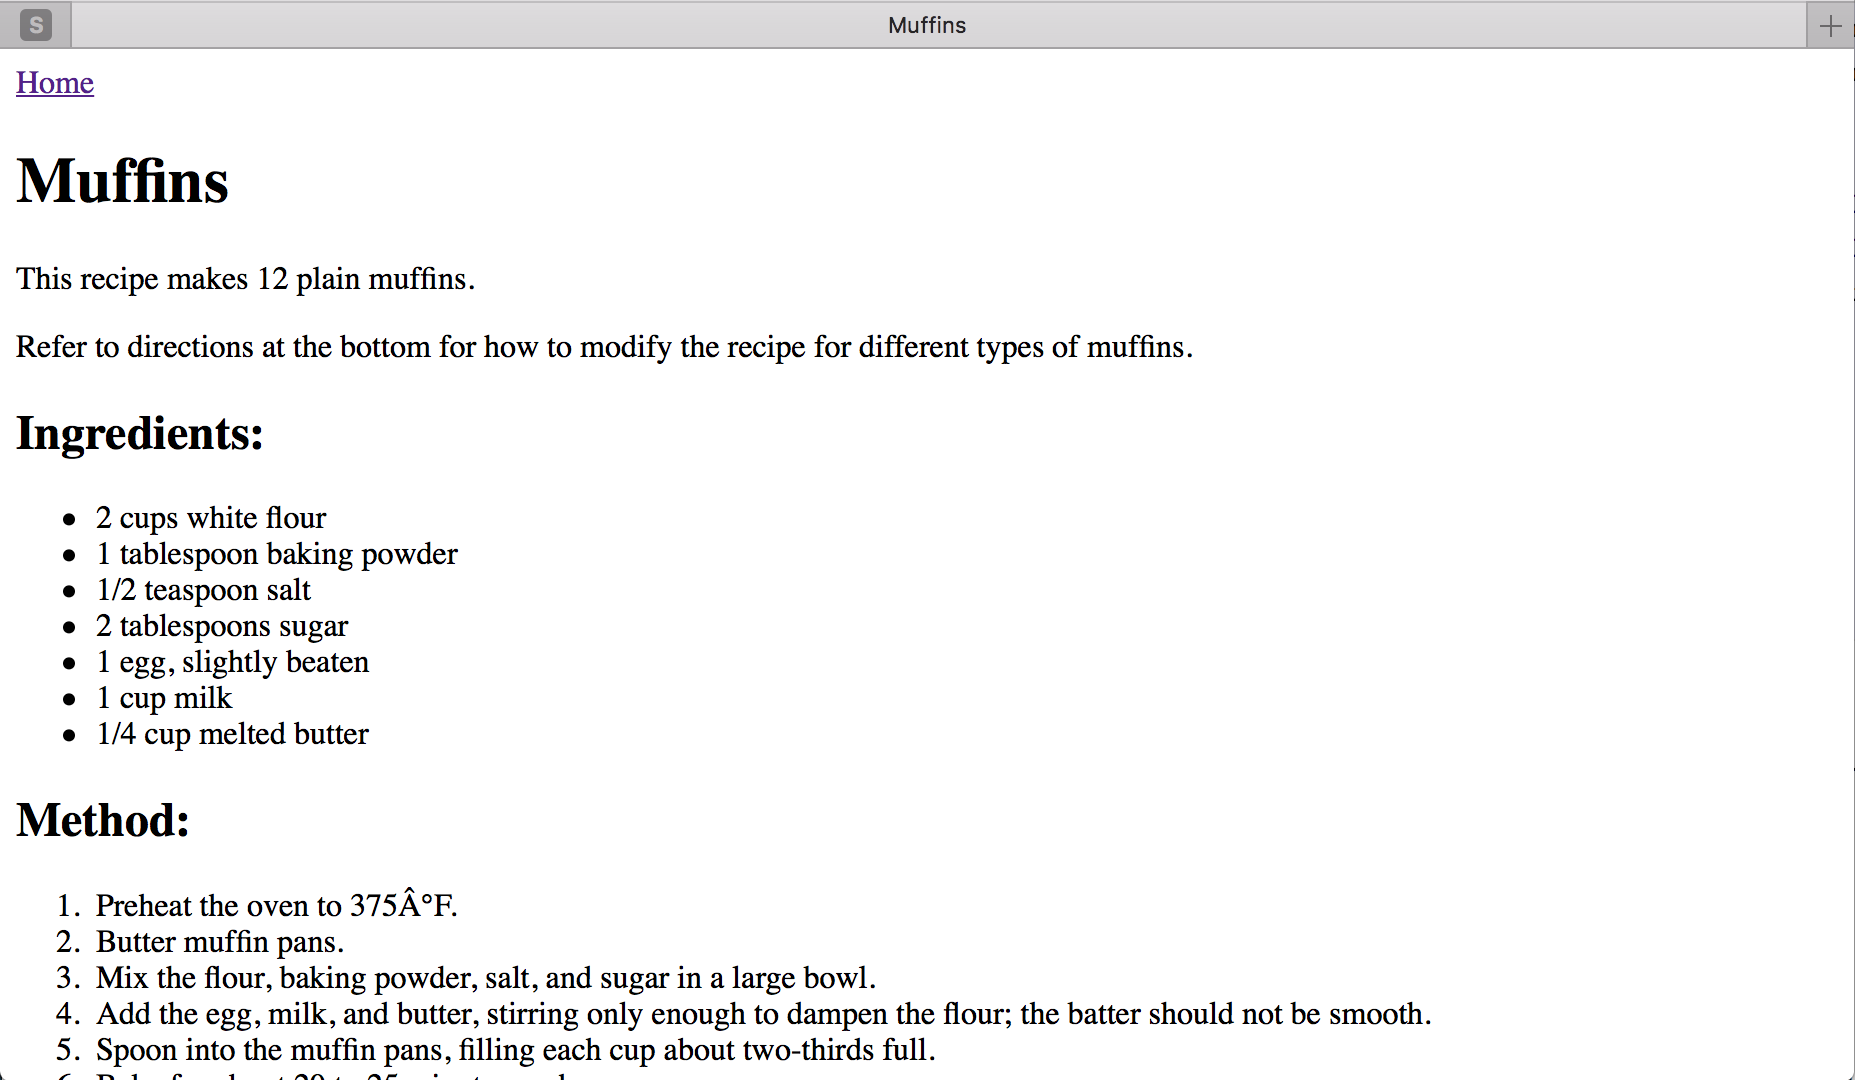 S
Muffins
Home
Muffins
This recipe makes 12 plain muffins.
Refer to directions at the bottom for how to modify the recipe for different types of muffins.
Ingredients:
• 2 cups white flour
• 1 tablespoon baking powder
• 1/2 teaspoon salt
• 2 tablespoons sugar
• 1 egg, slightly beaten
• 1 cup milk
• 1/4 cup melted butter
Method:
1. Preheat the oven to 375Â°F.
2. Butter muffin pans.
3. Mix the flour, baking powder, salt, and sugar in a large bowl.
4. Add the egg, milk, and butter, stirring only enough to dampen the flour; the batter should not be smooth.
5. Spoon into the muffin pans, filling each cup about two-thirds full.